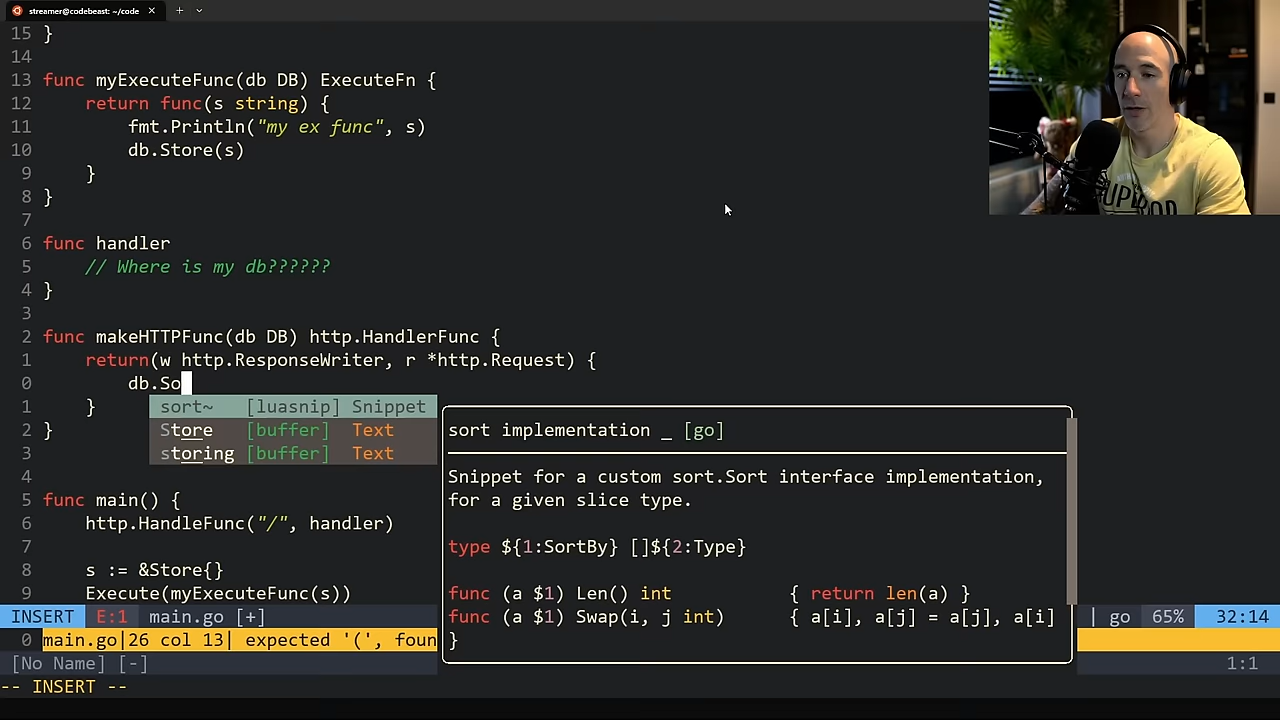 streamer@codebeast: ~/code
15 }
14
13 func myExecuteFunc(db DB) ExecuteFn {
12     return func(s string) {
11         fmt.Println("my ex func", s)
10         db.Store(s)
9     }
8 }
7
6 func handler
5     // Where is my db??????
4 }
3
2 func makeHTTPFunc(db DB) http.HandlerFunc {
1     return(w http.ResponseWriter, r *http.Request) {
0         db.So
1     }
2 }
3
4
5 func main() {
6     http.HandleFunc("/", handler)
7
8     s := &Store{}
9     Execute(myExecuteFunc(s))
sort~ [luasnip] Snippet
Store [buffer] Text
storing [buffer] Text
sort implementation _ [go]
Snippet for a custom sort.Sort interface implementation,
for a given slice type.
type ${1:SortBy} []${2:Type}
func (a $1) Len() int           { return len(a) }
func (a $1) Swap(i, j int)      { a[i], a[j] = a[j], a[i]
}
INSERT E:1 main.go [+] | go 65% 32:14
0 main.go|26 col 13| expected '(', foun
[No Name] [-] 1:1
-- INSERT --